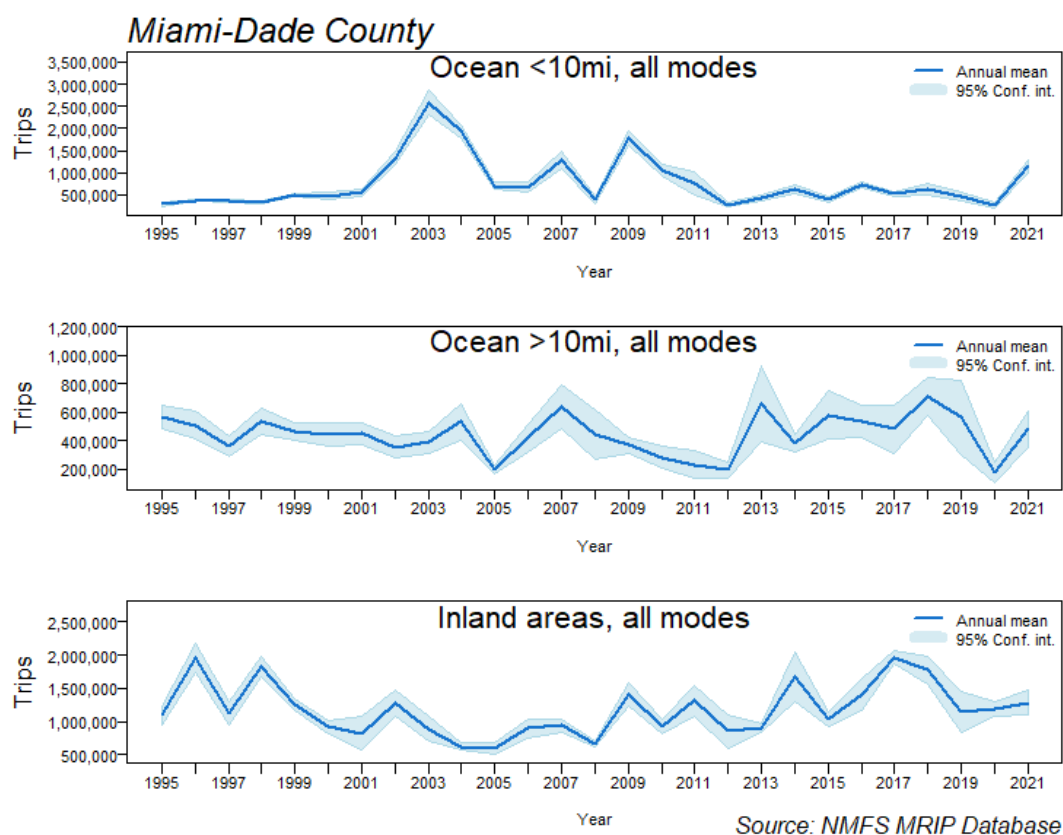 Miami-Dade County
Ocean <10mi, all modes
Annual mean
95% Conf. int.
Trips
3,500,000
3,000,000
2,500,000
2,000,000
1,500,000
1,000,000
500,000
1995 1997 1999 2001 2003 2005 2007 2009 2011 2013 2015 2017 2019 2021
Year
Ocean >10mi, all modes
Annual mean
95% Conf. int.
Trips
1,200,000
1,000,000
800,000
600,000
400,000
200,000
1995 1997 1999 2001 2003 2005 2007 2009 2011 2013 2015 2017 2019 2021
Year
Inland areas, all modes
Annual mean
95% Conf. int.
Trips
2,500,000
2,000,000
1,500,000
1,000,000
500,000
1995 1997 1999 2001 2003 2005 2007 2009 2011 2013 2015 2017 2019 2021
Year
Source: NMFS MRIP Database